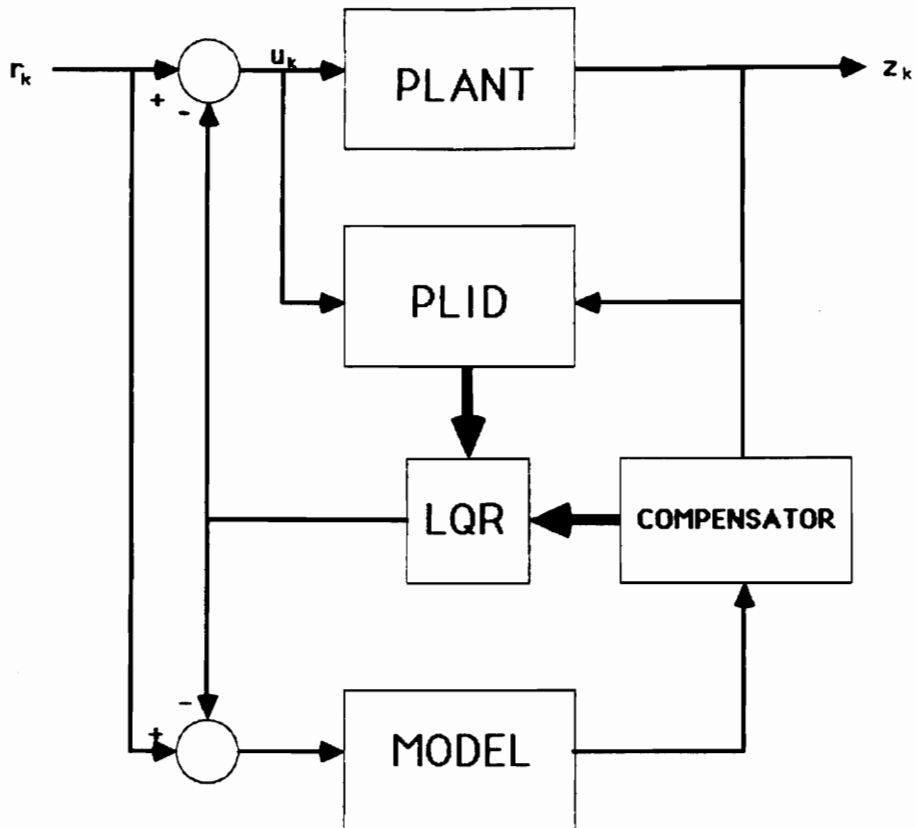 r_k
+
-
u_k
PLANT
z_k
PLID
LQR
COMPENSATOR
-
+
MODEL